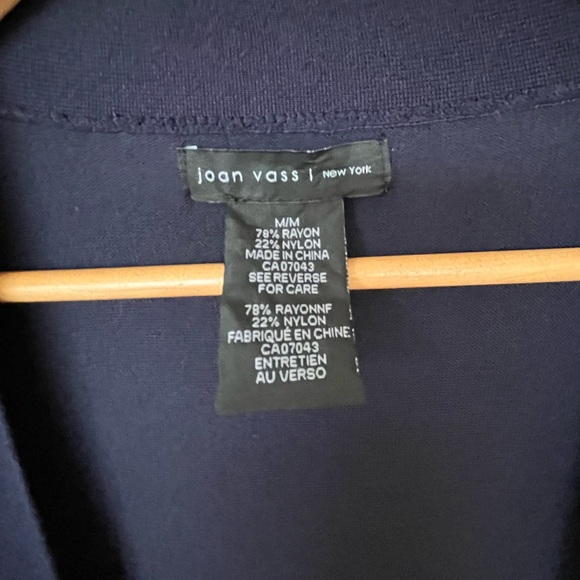 joan vass | New York
M/M
78% RAYON
22% NYLON
MADE IN CHINA
CA07043
SEE REVERSE
FOR CARE
78% RAYONNF
22% NYLON
FABRIQUÉ EN CHINE
CA07043
ENTRETIEN
AU VERSO